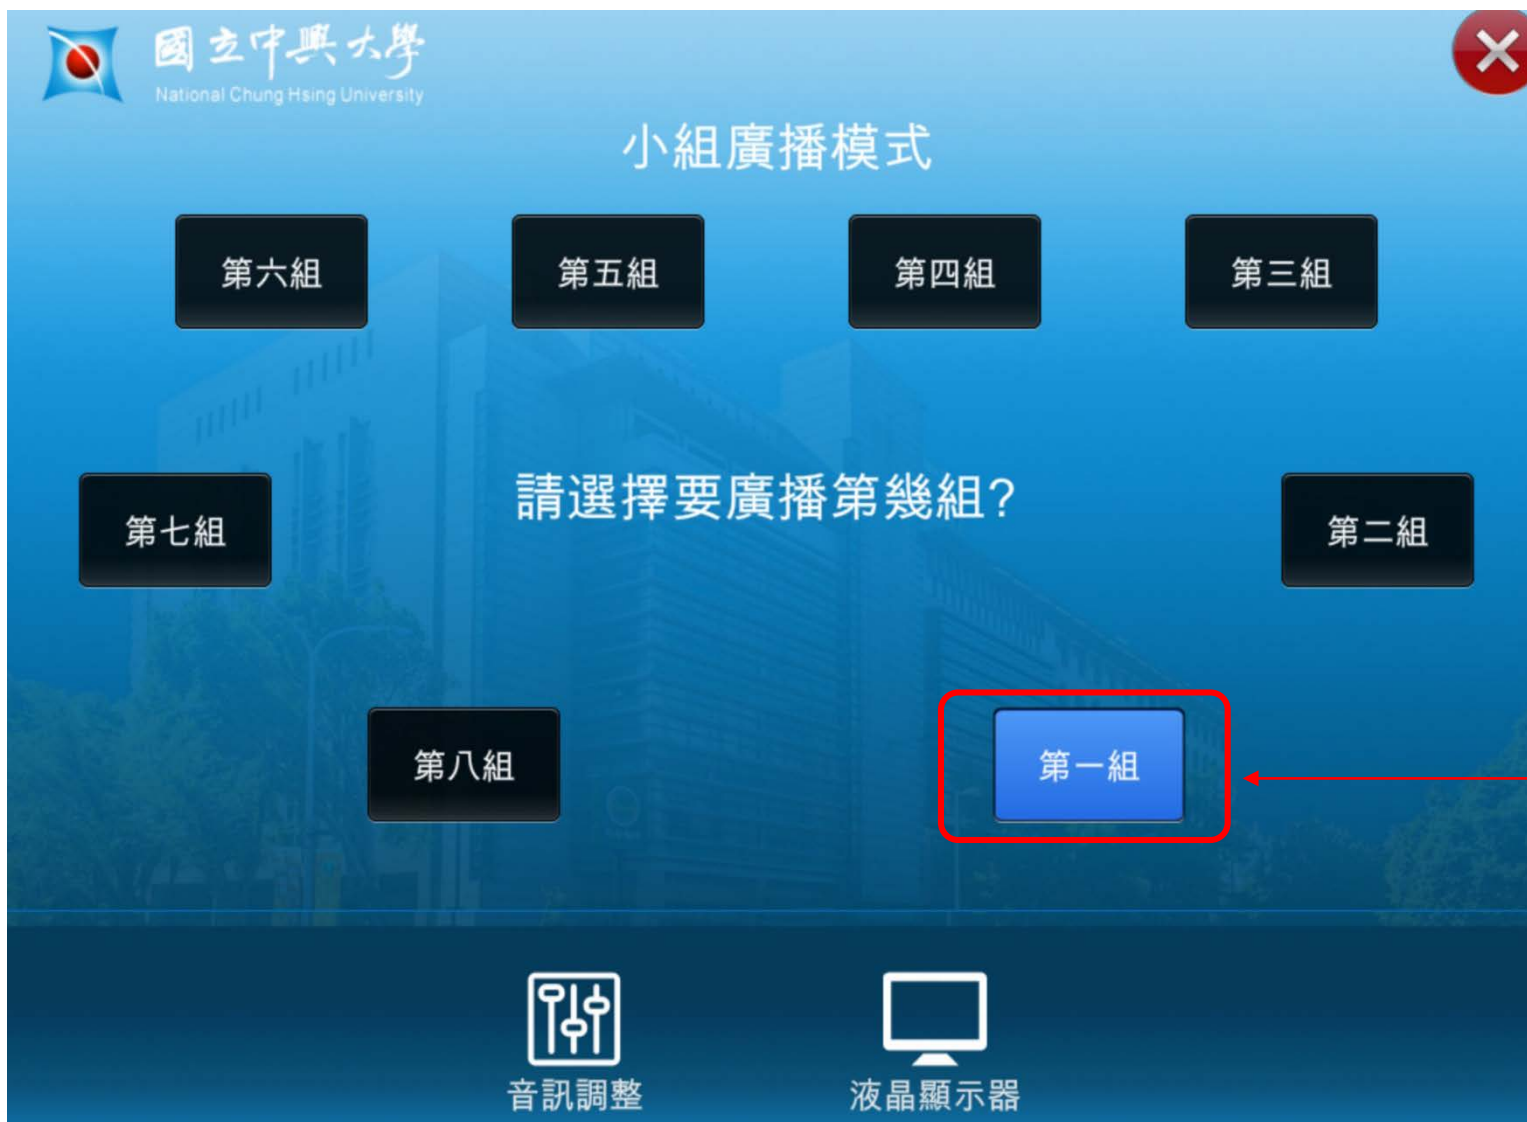 國立中興大學
National Chung Hsing University
小組廣播模式
第六組
第五組
第四組
第三組
請選擇要廣播第幾組?
第七組
第二組
第八組
第一組
音訊調整
液晶顯示器